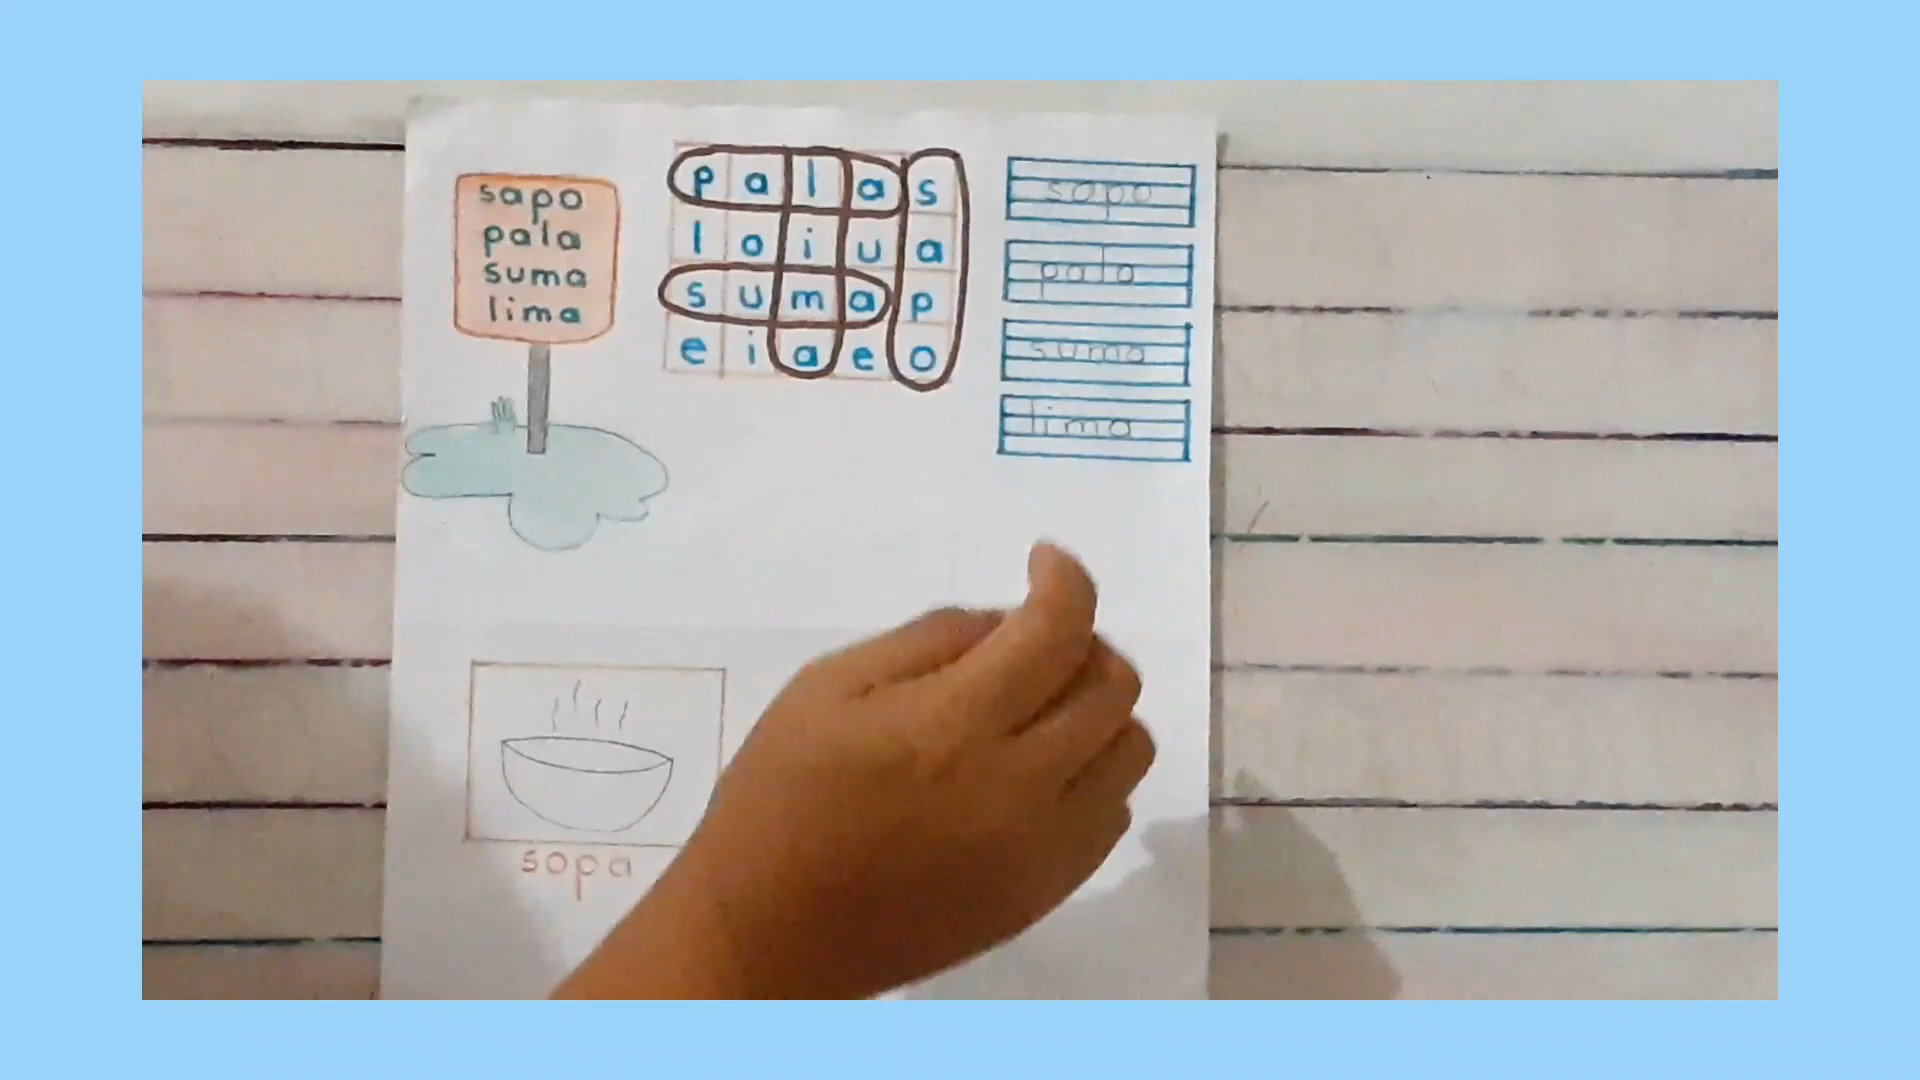 sapo
pala
suma
lima
p a l a s
l o i u a
s u m a p
e i a e o
sapo
pala
suma
lima
sopa